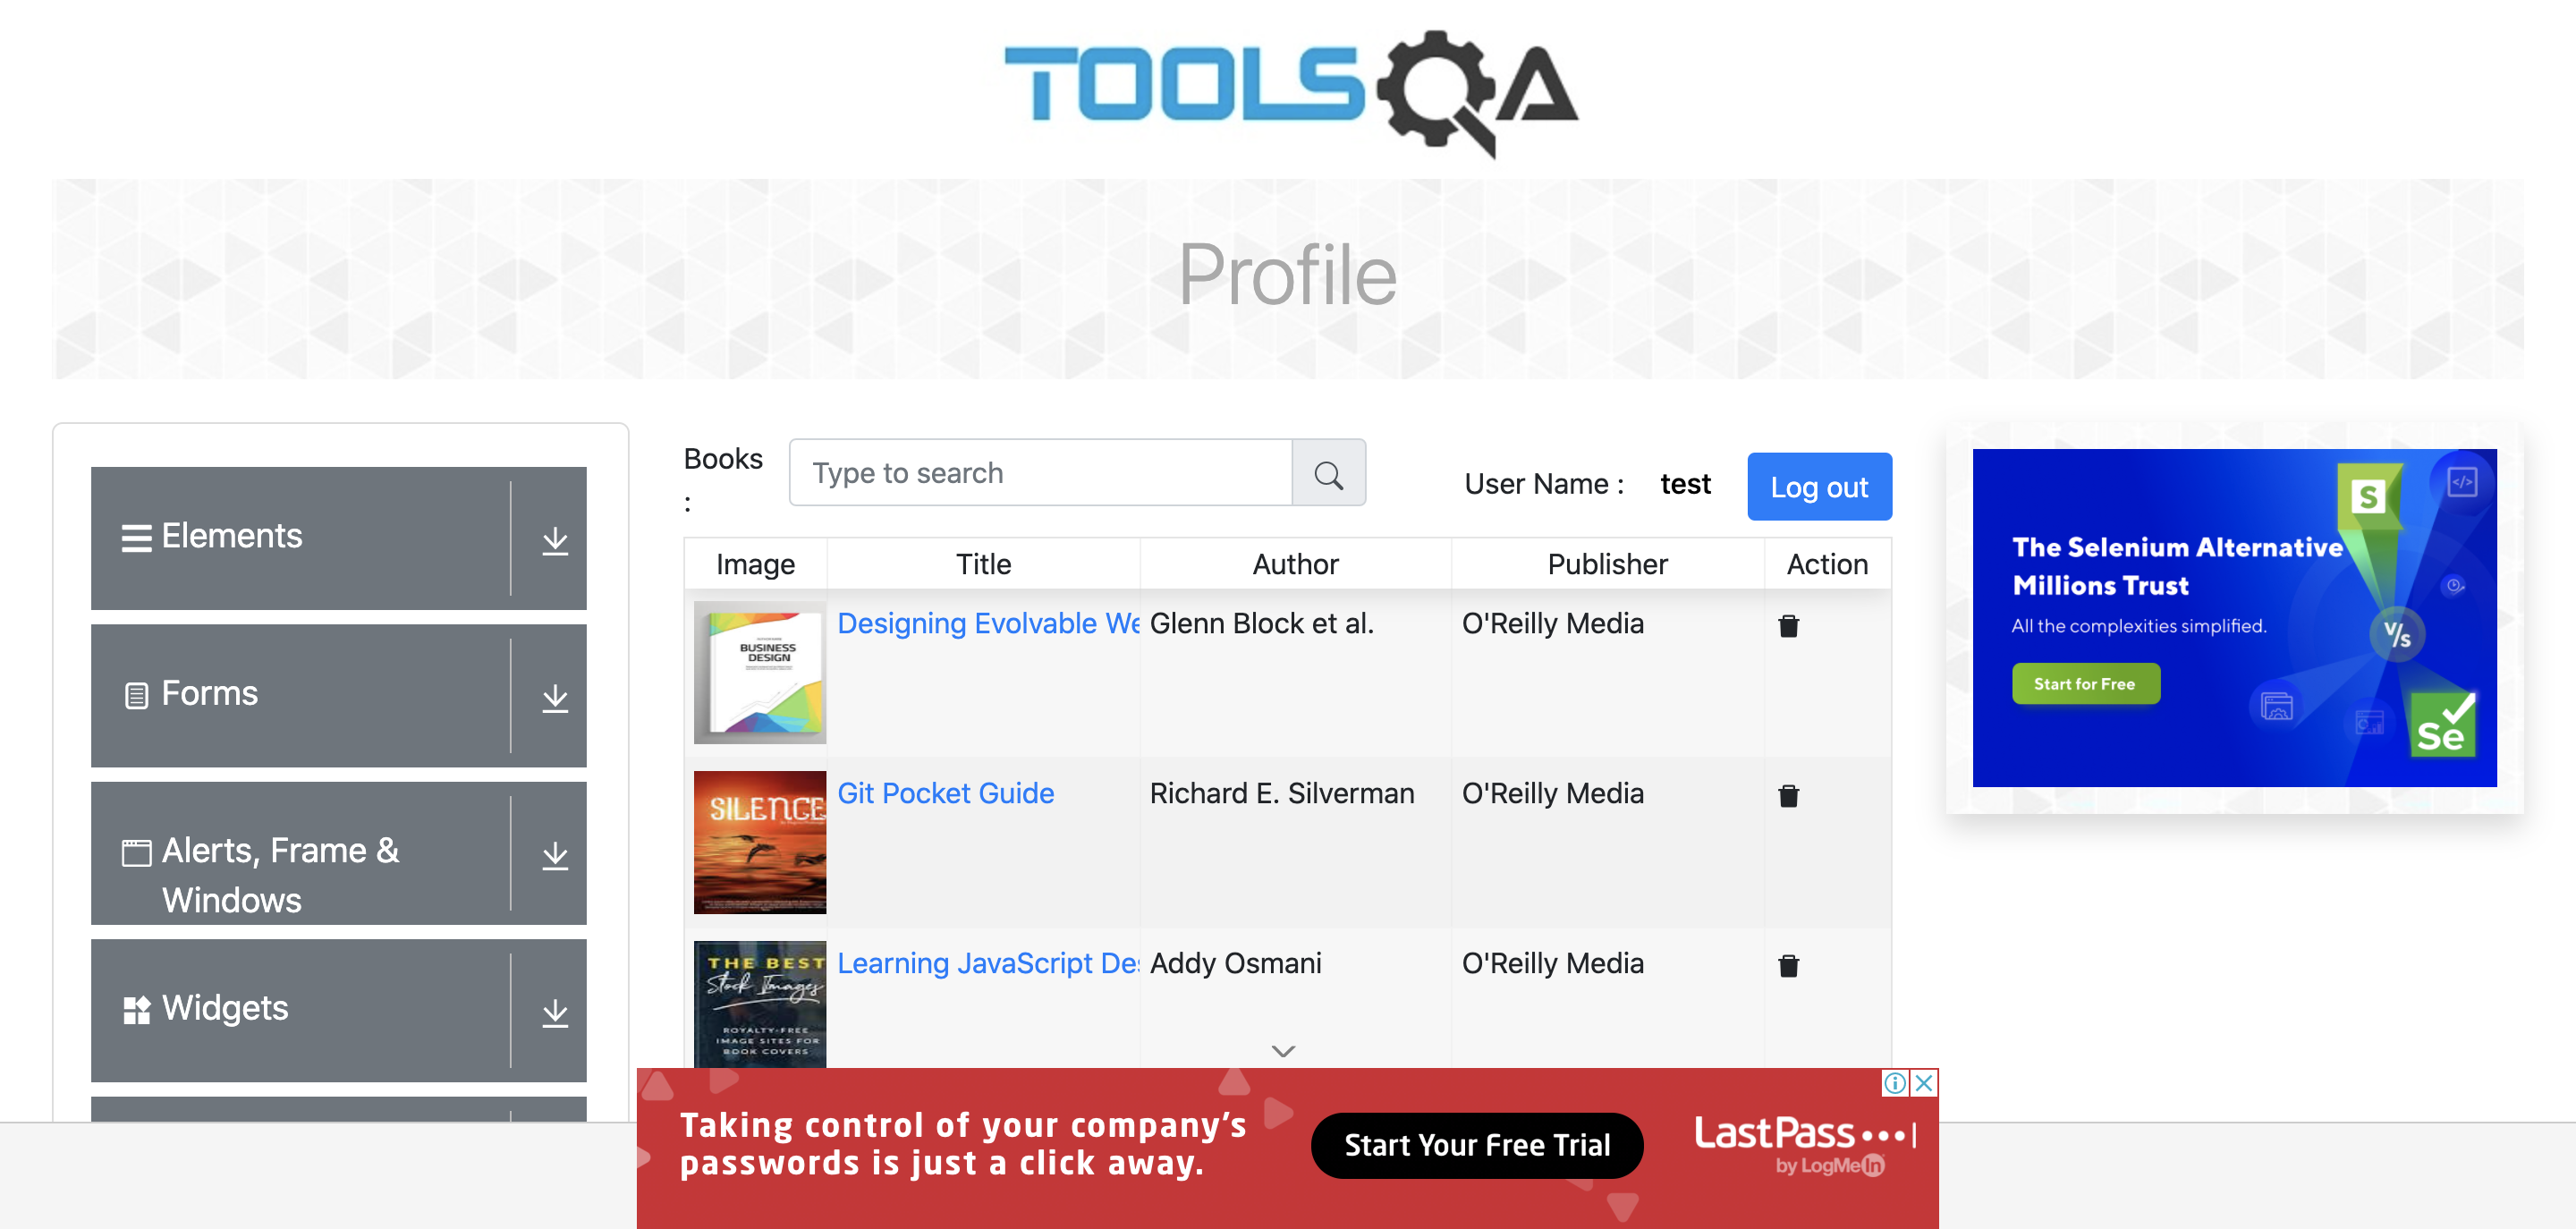 TOOLSQA
Profile
Elements
Forms
Alerts, Frame &
Windows
Widgets
Books
:
Type to search
User Name :
test
Log out
Image
Title
Author
Publisher
Action
BUSINESS
DESIGN
Designing Evolvable We
Glenn Block et al.
O'Reilly Media
SILENCE
Git Pocket Guide
Richard E. Silverman
O'Reilly Media
THE BEST
Stock Images
ROYALTY-FREE
IMAGE SITES FOR
BOOK COVERS
Learning JavaScript Des
Addy Osmani
O'Reilly Media
The Selenium Alternative
Millions Trust
All the complexities simplified.
Start for Free
S
</>
V/s
Se
Taking control of your company's
passwords is just a click away.
Start Your Free Trial
LastPass...|
by LogMeIn